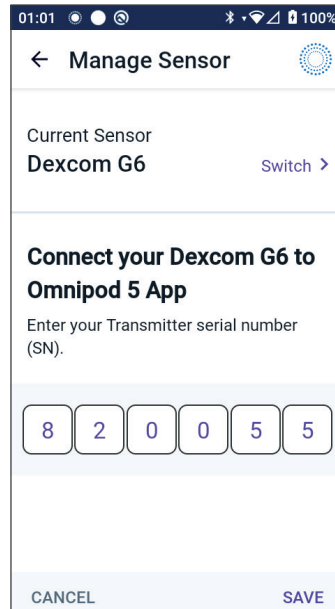 01:01 100%
Manage Sensor
Current Sensor
Dexcom G6
Switch
Connect your Dexcom G6 to
Omnipod 5 App
Enter your Transmitter serial number
(SN).
8 2 0 0 5 5
CANCEL SAVE